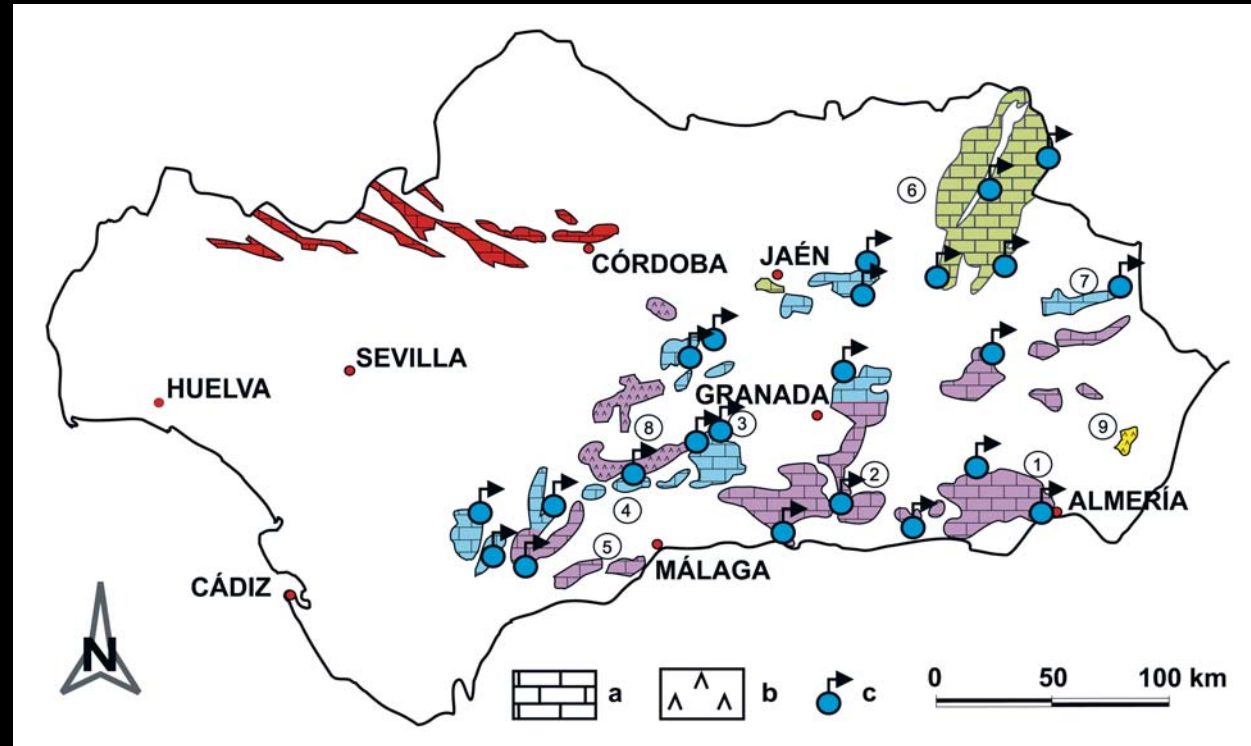 6
JAÉN
CÓRDOBA
7
SEVILLA
HUELVA
GRANADA
9
8
3
1
2
ALMERÍA
4
5
MÁLAGA
CÁDIZ
N
a
b
c
0 50 100 km